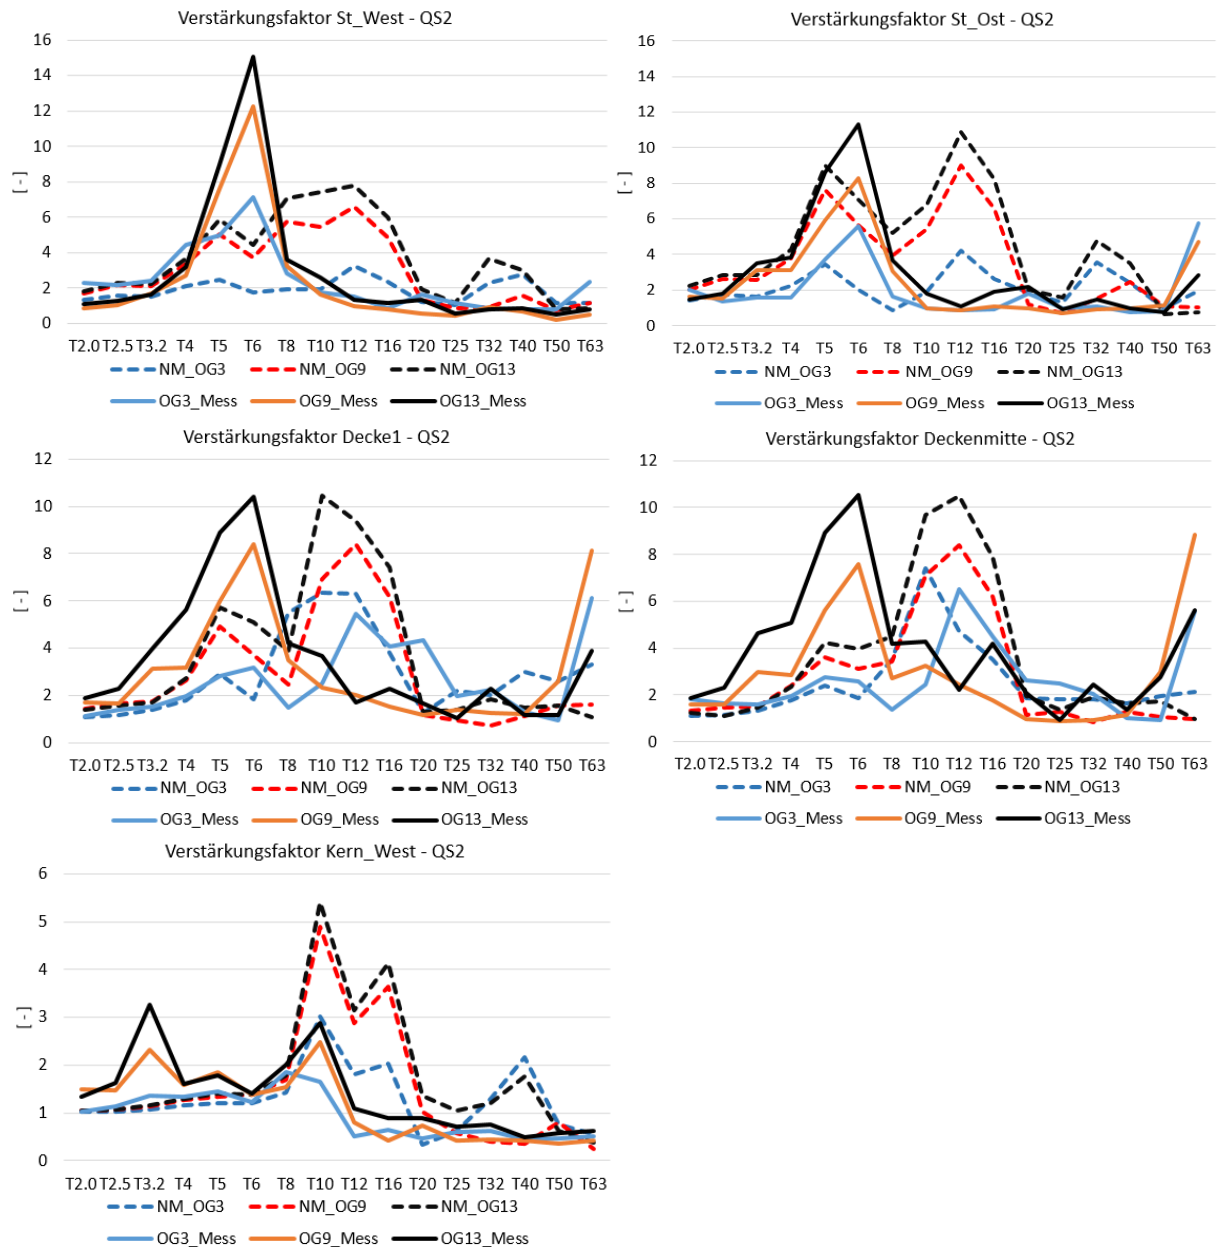 Verstärkungsfaktor St_West - QS2
16
14
12
10
8
6
4
2
0
[ - ]
T2.0 T2.5 T3.2 T4 T5 T6 T8 T10 T12 T16 T20 T25 T32 T40 T50 T63
NM_OG3 NM_OG9 NM_OG13
OG3_Mess OG9_Mess OG13_Mess
Verstärkungsfaktor St_Ost - QS2
16
14
12
10
8
6
4
2
0
[ - ]
T2.0 T2.5 T3.2 T4 T5 T6 T8 T10 T12 T16 T20 T25 T32 T40 T50 T63
NM_OG3 NM_OG9 NM_OG13
OG3_Mess OG9_Mess OG13_Mess
Verstärkungsfaktor Decke1 - QS2
12
10
8
6
4
2
0
[ - ]
T2.0 T2.5 T3.2 T4 T5 T6 T8 T10 T12 T16 T20 T25 T32 T40 T50 T63
NM_OG3 NM_OG9 NM_OG13
OG3_Mess OG9_Mess OG13_Mess
Verstärkungsfaktor Deckenmitte - QS2
12
10
8
6
4
2
0
[ - ]
T2.0 T2.5 T3.2 T4 T5 T6 T8 T10 T12 T16 T20 T25 T32 T40 T50 T63
NM_OG3 NM_OG9 NM_OG13
OG3_Mess OG9_Mess OG13_Mess
Verstärkungsfaktor Kern_West - QS2
6
5
4
3
2
1
0
[ - ]
T2.0 T2.5 T3.2 T4 T5 T6 T8 T10 T12 T16 T20 T25 T32 T40 T50 T63
NM_OG3 NM_OG9 NM_OG13
OG3_Mess OG9_Mess OG13_Mess